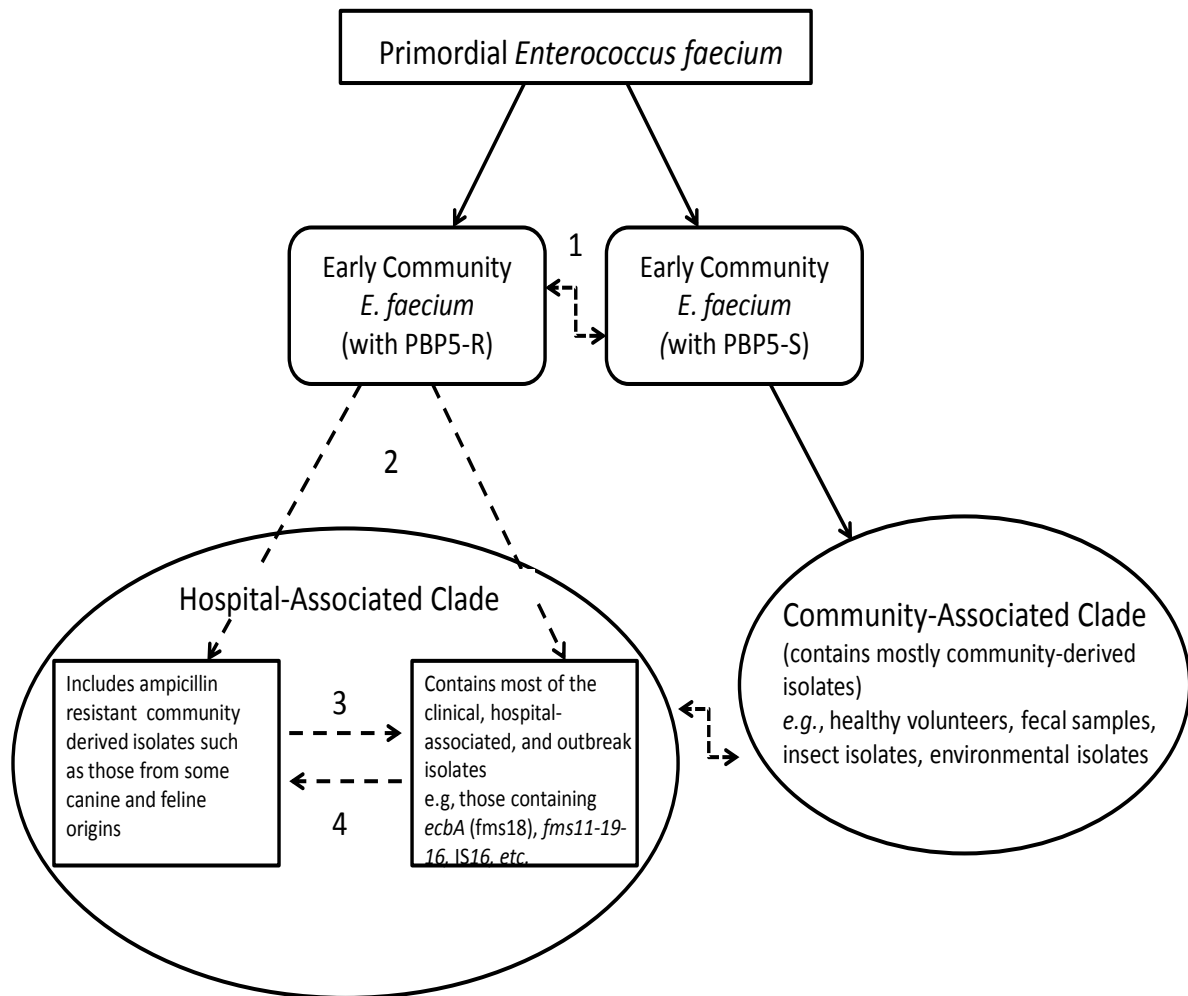 Primordial Enterococcus faecium
1
Early Community
E. faecium
(with PBP5-R)
Early Community
E. faecium
(with PBP5-S)
2
Hospital-Associated Clade
Includes ampicillin
resistant community
derived isolates such
as those from some
canine and feline
origins
3
4
Contains most of the
clinical, hospital-
associated, and outbreak
isolates
e.g, those containing
ecbA (fms18), fms11-19-
16, IS16, etc.
Community-Associated Clade
(contains mostly community-derived
isolates)
e.g., healthy volunteers, fecal samples,
insect isolates, environmental isolates